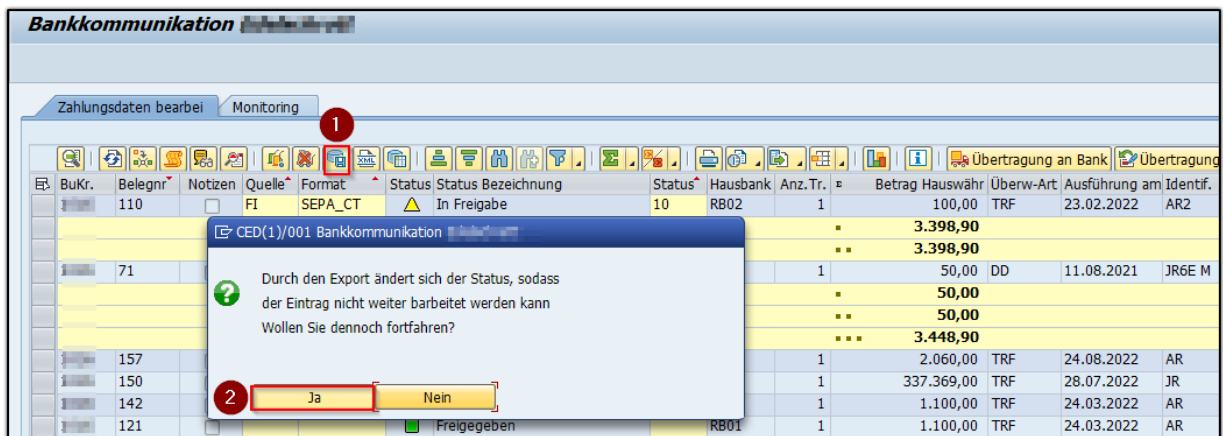 Bankkommunikation
Zahlungsdaten bearbei Monitoring
1
XML Übertragung an Bank Übertragung
BuKr. Belegnr Notizen Quelle Format Status Status Bezeichnung Status Hausbank Anz.Tr. Σ Betrag Hauswähr Überw-Art Ausführung am Identif.
110 FI SEPA_CT In Freigabe 10 RB02 1 100,00 TRF 23.02.2022 AR2
3.398,90
3.398,90
CED(1)/001 Bankkommunikation
71 1 50,00 DD 11.08.2021 JR6E M
Durch den Export ändert sich der Status, sodass
der Eintrag nicht weiter barbeitet werden kann
Wollen Sie dennoch fortfahren?
50,00
50,00
3.448,90
157 1 2.060,00 TRF 24.08.2022 AR
150 1 337.369,00 TRF 28.07.2022 JR
2 Ja Nein
142 1 1.100,00 TRF 24.03.2022 AR
121 Freigegeben RB01 1 1.100,00 TRF 24.03.2022 AR